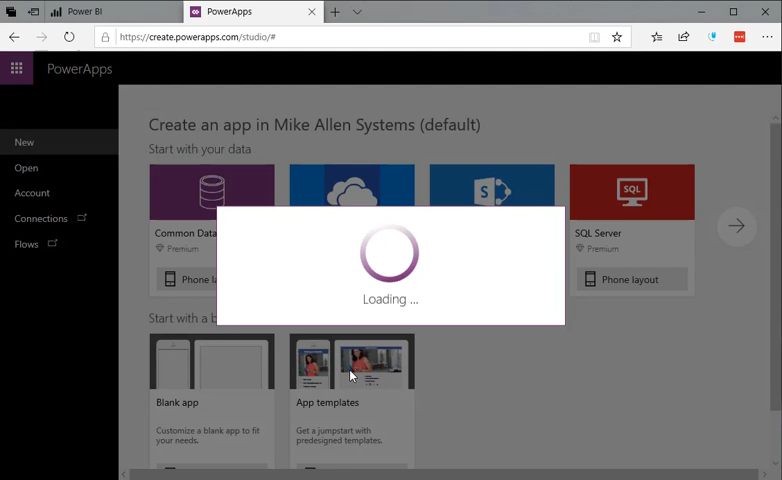 Power BI
PowerApps
https://create.powerapps.com/studio/#
PowerApps
New
Open
Account
Connections
Flows
Create an app in Mike Allen Systems (default)
Start with your data
S
SQL
Common Data
SQL Server
Premium
Premium
Phone la
Phone layout
Loading ...
Start with a b
Blank app
App templates
Customize a blank app to fit
your needs.
Get a jumpstart with
predesigned templates.